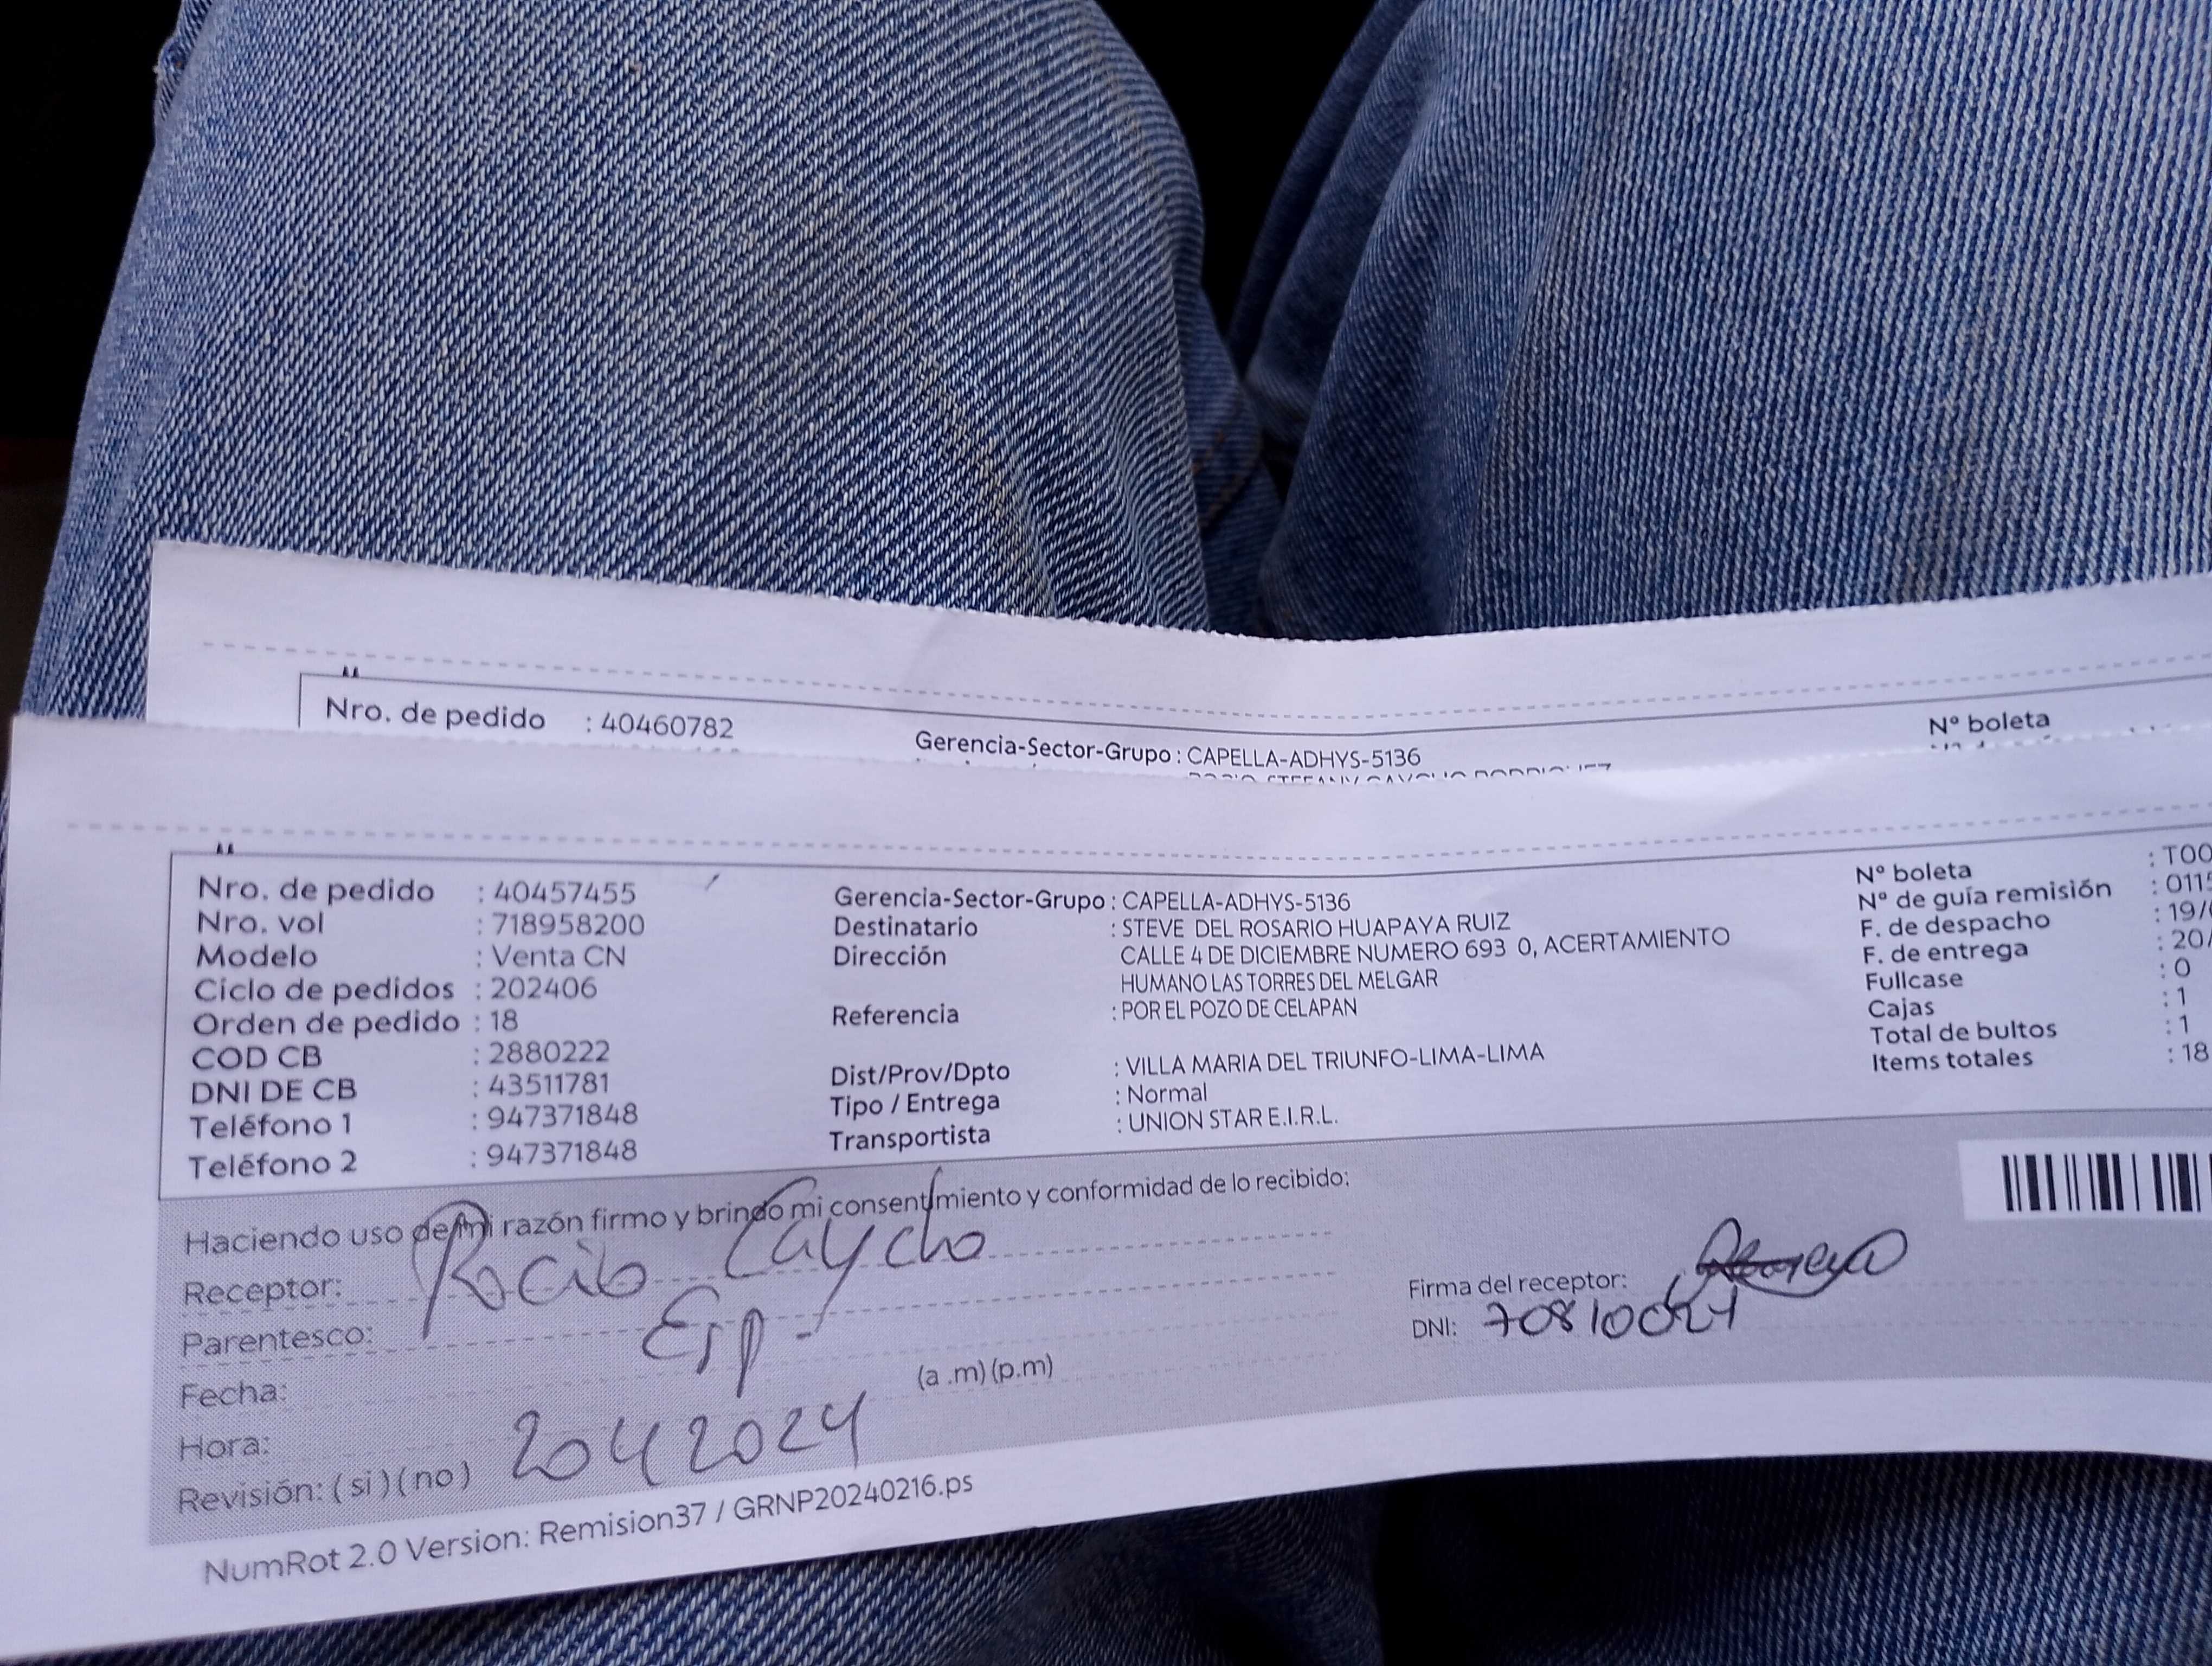 Nro. de pedido : 40460782
Gerencia-Sector-Grupo : CAPELLA-ADHYS-5136
Nº boleta
Nro. de pedido : 40457455
Nro. vol : 718958200
Modelo : Venta CN
Ciclo de pedidos : 202406
Orden de pedido : 18
COD CB : 2880222
DNI DE CB : 43511781
Teléfono 1 : 947371848
Teléfono 2 : 947371848
Gerencia-Sector-Grupo : CAPELLA-ADHYS-5136
Destinatario : STEVE DEL ROSARIO HUAPAYA RUIZ
Dirección CALLE 4 DE DICIEMBRE NUMERO 693 0, ACERTAMIENTO
HUMANO LAS TORRES DEL MELGAR
Referencia : POR EL POZO DE CELAPAN
Dist/Prov/Dpto : VILLA MARIA DEL TRIUNFO-LIMA-LIMA
Tipo / Entrega : Normal
Transportista : UNION STAR E.I.R.L.
Nº boleta : T00
Nº de guía remisión : 011
F. de despacho : 19/
F. de entrega : 20/
Fullcase : 0
Cajas : 1
Total de bultos : 1
Items totales : 18
Haciendo uso de mi razón firmo y brindo mi consentimiento y conformidad de lo recibido:
Receptor: Rocio Caycho
Parentesco: Esp-
Fecha: (a .m) (p.m)
Hora: 2042024
Revisión: ( si ) ( no )
Firma del receptor:
DNI: 70810021
NumRot 2.0 Version: Remision37 / GRNP20240216.ps